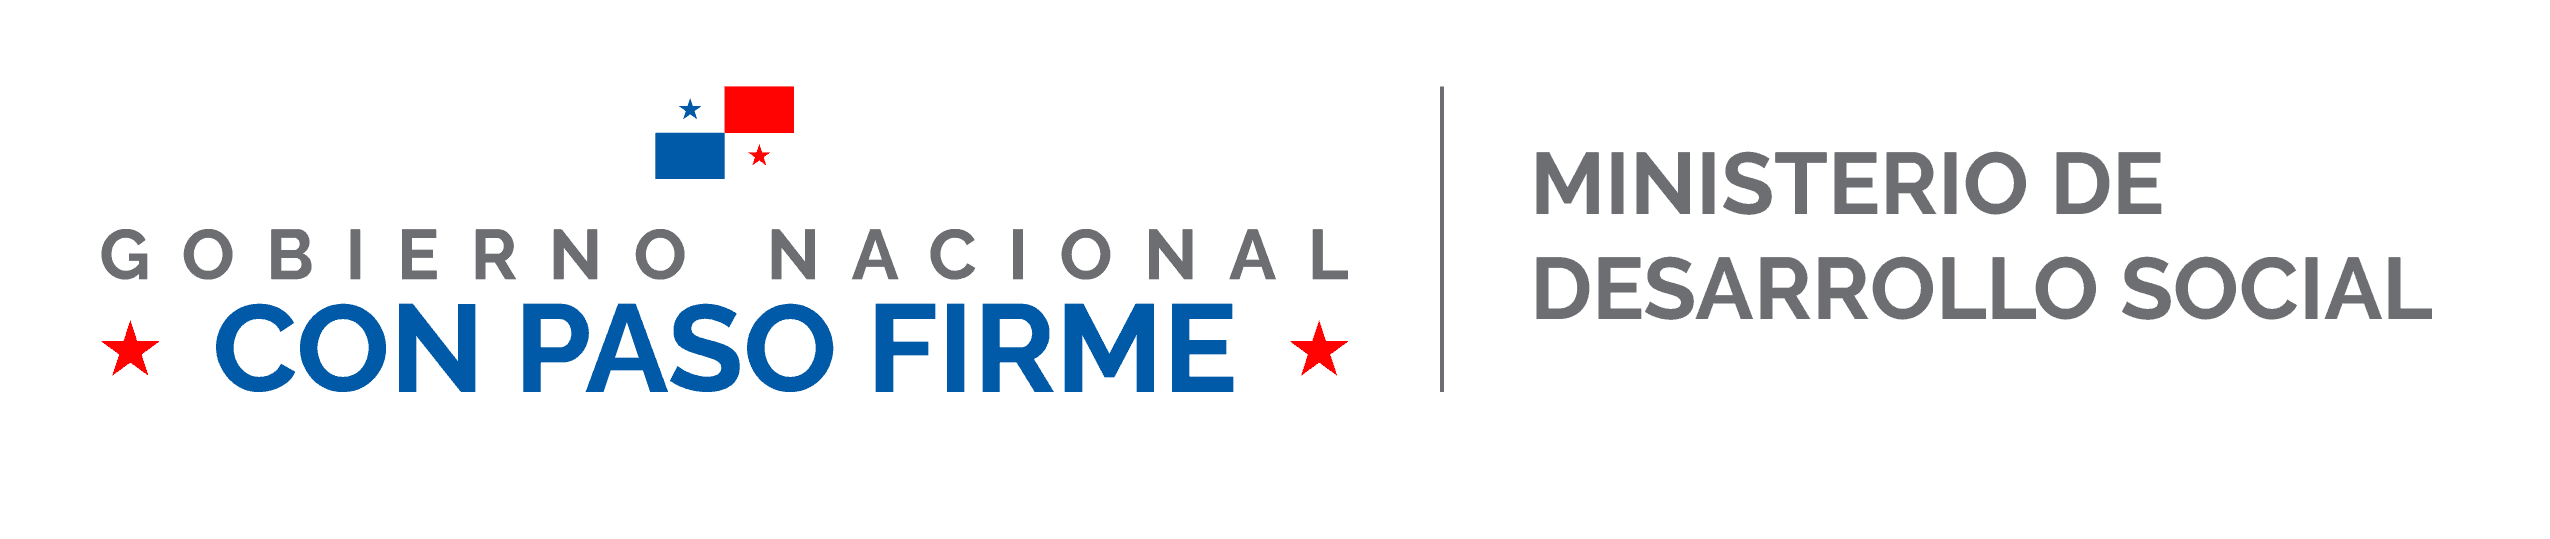 GOBIERNO NACIONAL
CON PASO FIRME
MINISTERIO DE
DESARROLLO SOCIAL